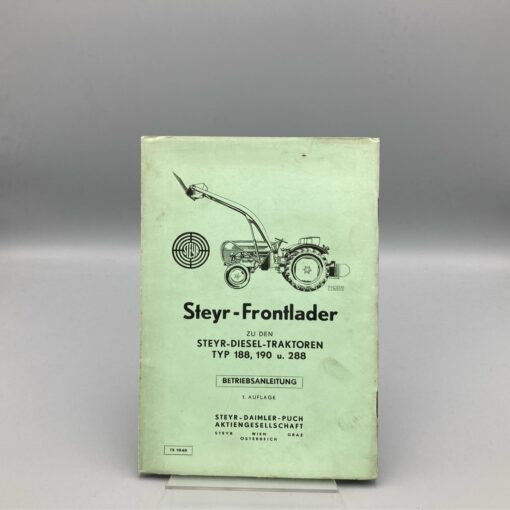 STEYR
Steyr-Frontlader
ZU DEN
STEYR-DIESEL-TRAKTOREN
TYP 188, 190 u. 288
BETRIEBSANLEITUNG
1. AUFLAGE
STEYR-DAIMLER-PUCH
AKTIENGESELLSCHAFT
STEYR WIEN GRAZ
ÖSTERREICH